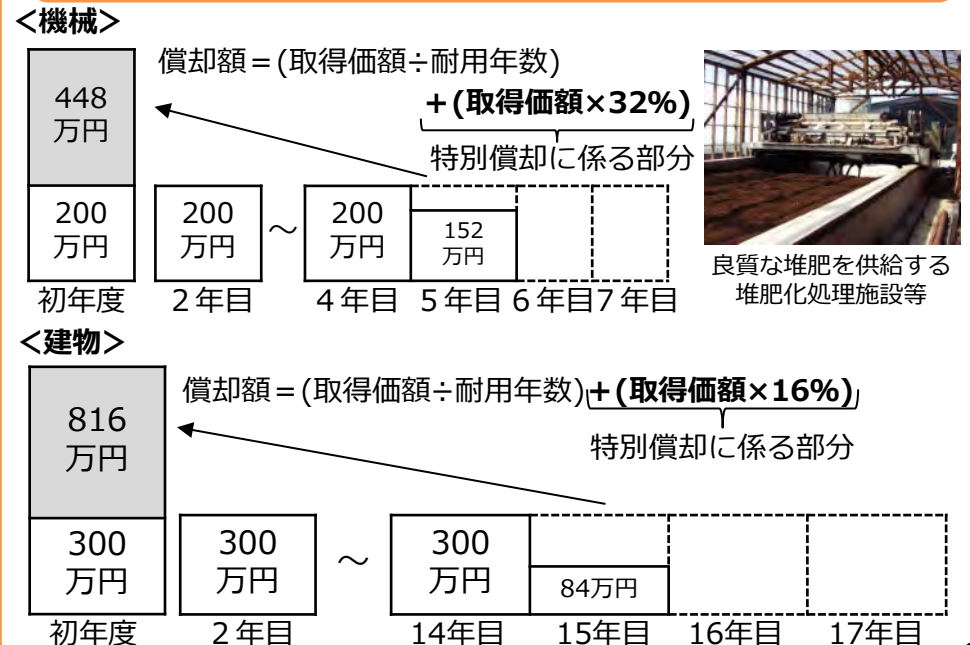 <機械>
償却額=(取得価額÷耐用年数)
+(取得価額×32%)
特別償却に係る部分
448
万円
200
万円
200
万円
~
200
万円
152
万円
初年度
2年目
4年目
5年目
6年目
7年目
良質な堆肥を供給する
堆肥化処理施設等
<建物>
償却額=(取得価額÷耐用年数)+(取得価額×16%)
特別償却に係る部分
816
万円
300
万円
300
万円
~
300
万円
84万円
初年度
2年目
14年目
15年目
16年目
17年目